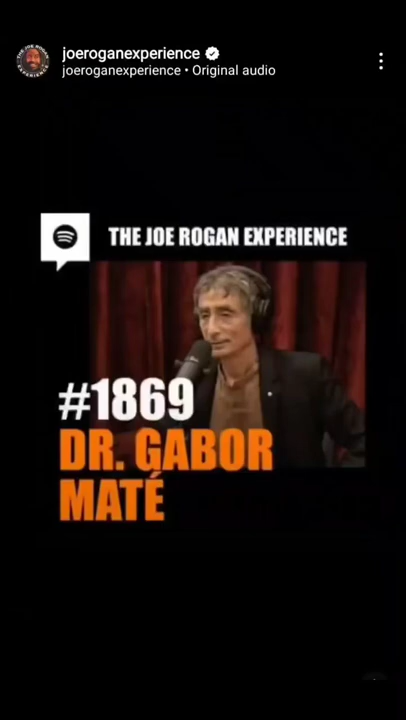 joeroganexperience
joeroganexperience • Original audio
THE JOE ROGAN EXPERIENCE
#1869
DR. GABOR
MATÉ